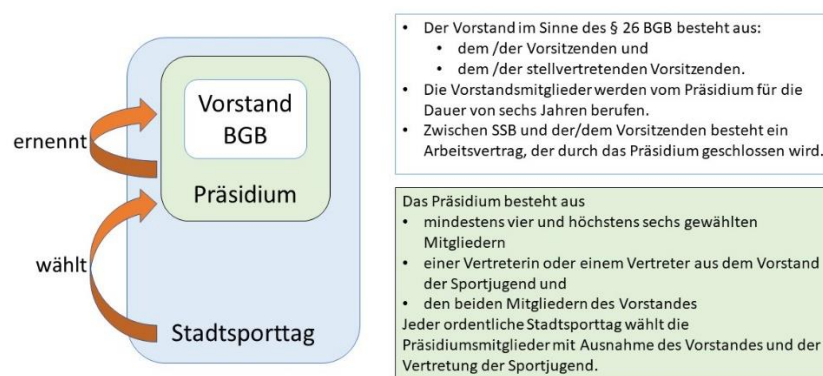 ernennt
wählt
Vorstand
BGB
Präsidium
Stadtsporttag
• Der Vorstand im Sinne des § 26 BGB besteht aus:
• dem /der Vorsitzenden und
• dem /der stellvertretenden Vorsitzenden.
• Die Vorstandsmitglieder werden vom Präsidium für die
Dauer von sechs Jahren berufen.
• Zwischen SSB und der/dem Vorsitzenden besteht ein
Arbeitsvertrag, der durch das Präsidium geschlossen wird.
Das Präsidium besteht aus
• mindestens vier und höchstens sechs gewählten
Mitgliedern
• einer Vertreterin oder einem Vertreter aus dem Vorstand
der Sportjugend und
• den beiden Mitgliedern des Vorstandes
Jeder ordentliche Stadtsporttag wählt die
Präsidiumsmitglieder mit Ausnahme des Vorstandes und der
Vertretung der Sportjugend.